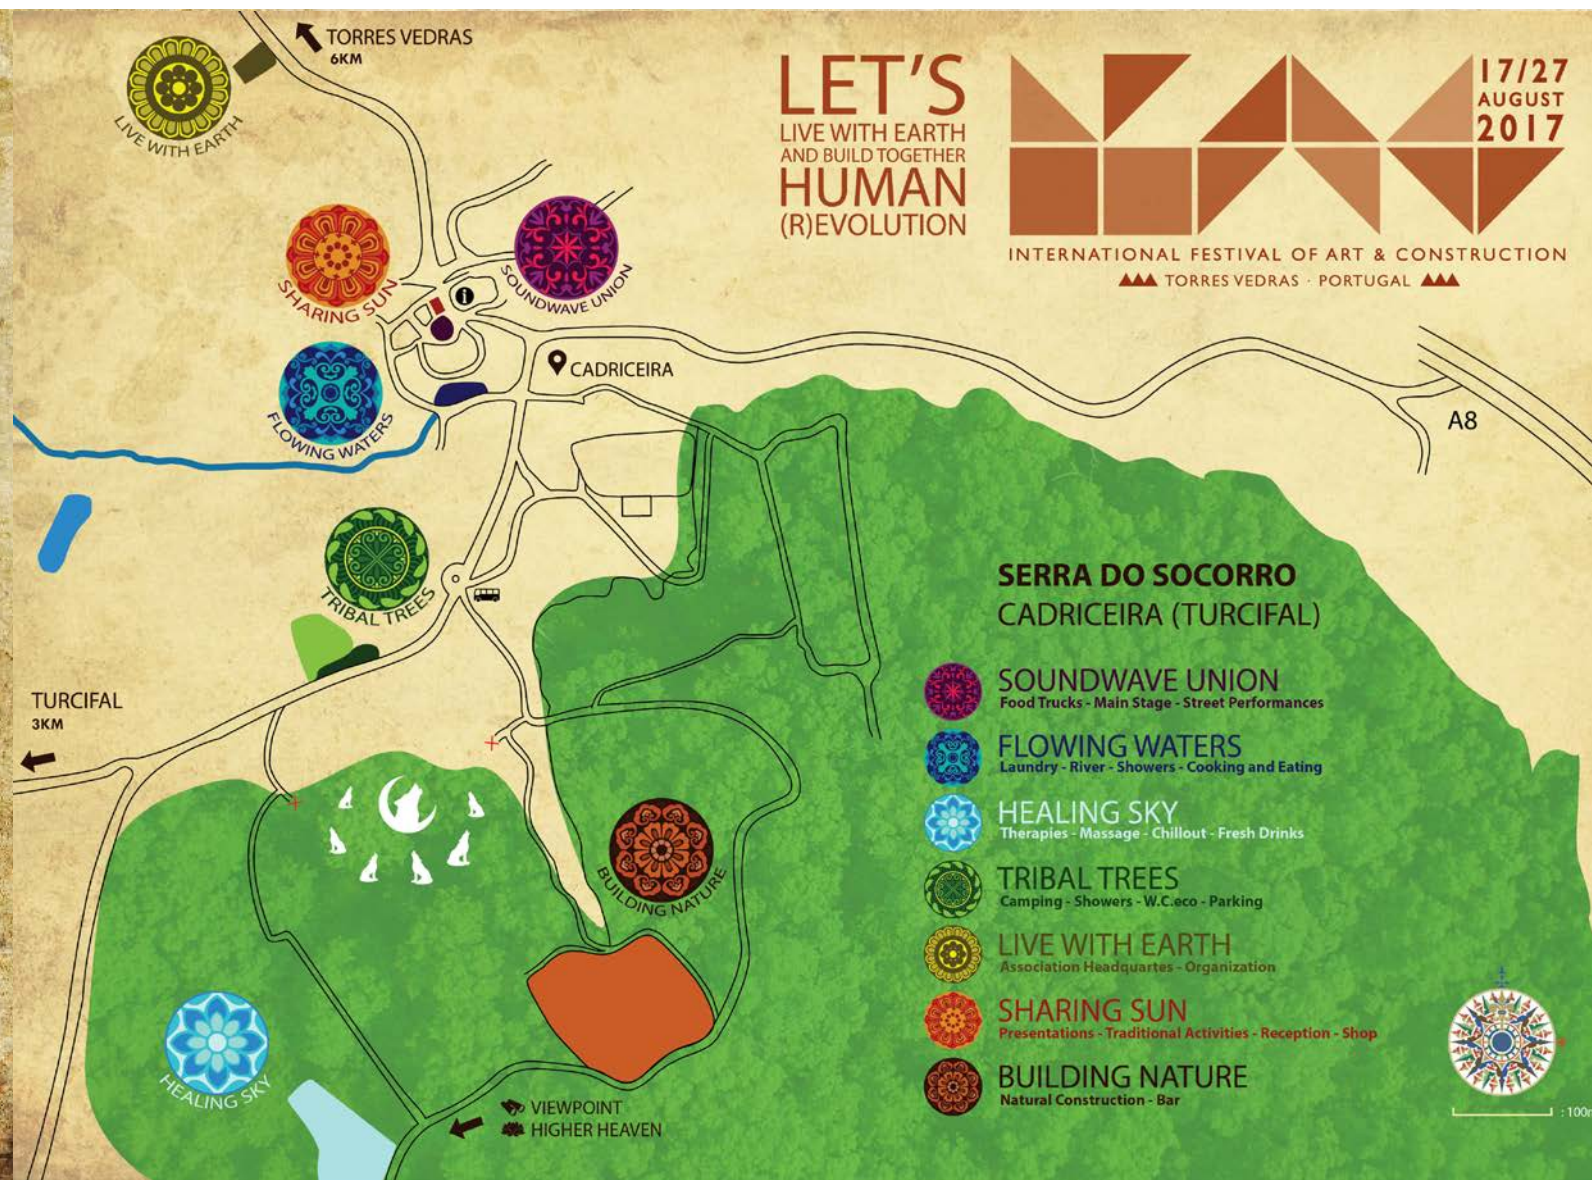 TORRES VEDRAS
6KM
LIVE WITH EARTH
LET'S
LIVE WITH EARTH
AND BUILD TOGETHER
HUMAN
(R)EVOLUTION
17/27
AUGUST
2017
INTERNATIONAL FESTIVAL OF ART & CONSTRUCTION
TORRES VEDRAS · PORTUGAL
SHARING SUN
SOUNDWAVE UNION
i
CADRICEIRA
FLOWING WATERS
A8
TRIBAL TREES
TURCIFAL
3KM
BUILDING NATURE
HEALING SKY
VIEWPOINT
HIGHER HEAVEN
SERRA DO SOCORRO
CADRICEIRA (TURCIFAL)
SOUNDWAVE UNION
Food Trucks - Main Stage - Street Performances
FLOWING WATERS
Laundry - River - Showers - Cooking and Eating
HEALING SKY
Therapies - Massage - Chillout - Fresh Drinks
TRIBAL TREES
Camping - Showers - W.C.eco - Parking
LIVE WITH EARTH
Association Headquartes - Organization
SHARING SUN
Presentations - Traditional Activities - Reception - Shop
BUILDING NATURE
Natural Construction - Bar
: 100